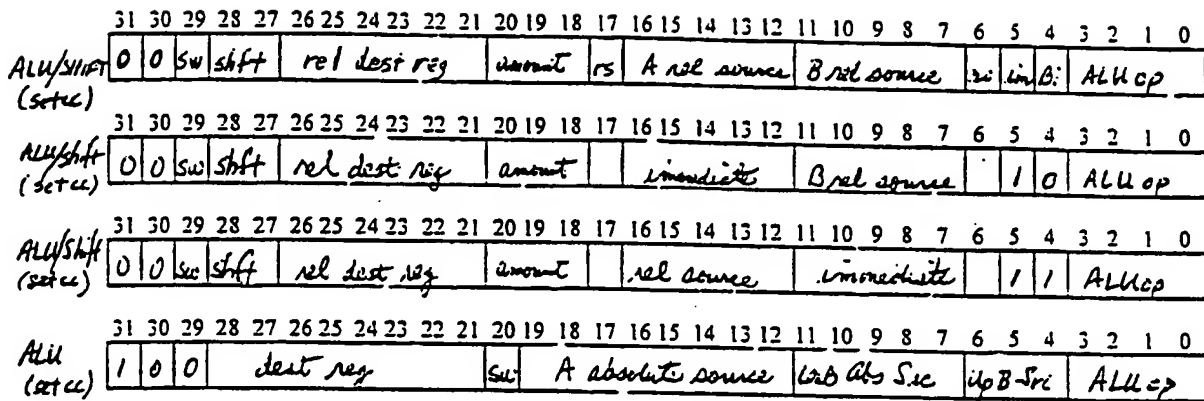 31 30 29 28 27 26 25 24 23 22 21 20 19 18 17 16 15 14 13 12 11 10 9 8 7 6 5 4 3 2 1 0
ALU/SHIFT 0 0 sw shft rel dest reg amount rs A rel source B rel source im Bi ALU op
(setcc)
31 30 29 28 27 26 25 24 23 22 21 20 19 18 17 16 15 14 13 12 11 10 9 8 7 6 5 4 3 2 1 0
ALU/shft 0 0 sw shft rel dest reg amount immediate B rel source 1 0 ALU op
(setcc)
31 30 29 28 27 26 25 24 23 22 21 20 19 18 17 16 15 14 13 12 11 10 9 8 7 6 5 4 3 2 1 0
ALU/Shift 0 0 sw shft rel dest reg amount rel source immediate 1 1 ALU op
(setcc)
31 30 29 28 27 26 25 24 23 22 21 20 19 18 17 16 15 14 13 12 11 10 9 8 7 6 5 4 3 2 1 0
ALU 1 0 0 dest reg sw A absolute source Abs Src ALU op
(setcc)